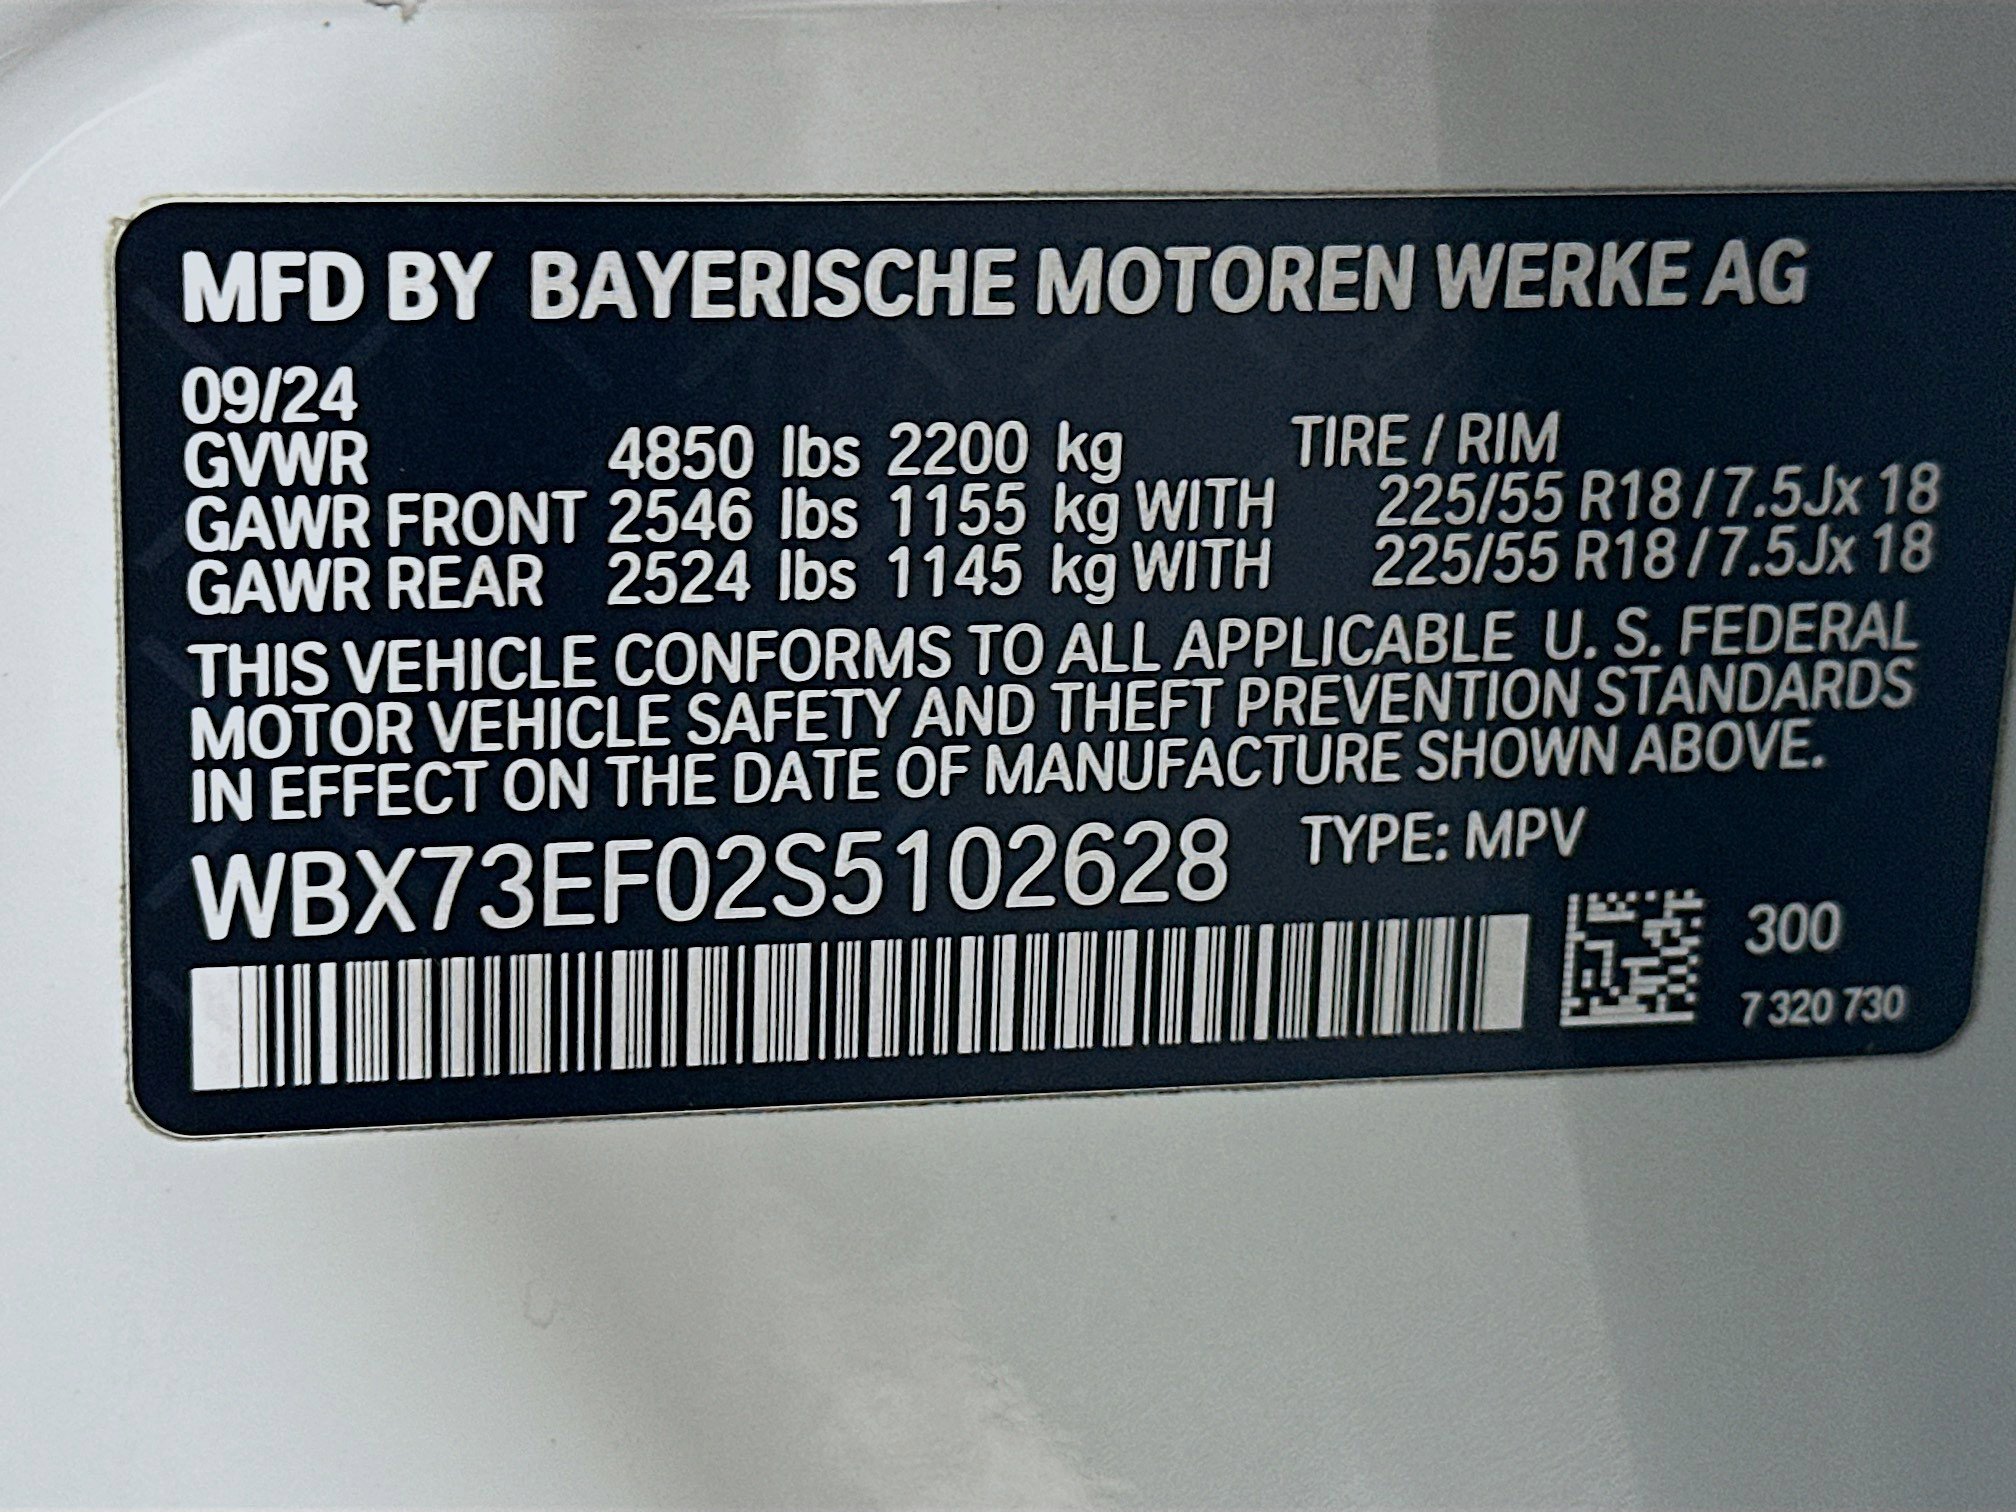 MFD BY BAYERISCHE MOTOREN WERKE AG
09/24
GVWR 4850 lbs 2200 kg TIRE / RIM
GAWR FRONT 2546 lbs 1155 kg WITH 225/55 R18 / 7.5Jx 18
GAWR REAR 2524 lbs 1145 kg WITH 225/55 R18 / 7.5Jx 18
THIS VEHICLE CONFORMS TO ALL APPLICABLE U. S. FEDERAL
MOTOR VEHICLE SAFETY AND THEFT PREVENTION STANDARDS
IN EFFECT ON THE DATE OF MANUFACTURE SHOWN ABOVE.
WBX73EF02S5102628 TYPE: MPV
300
7 320 730